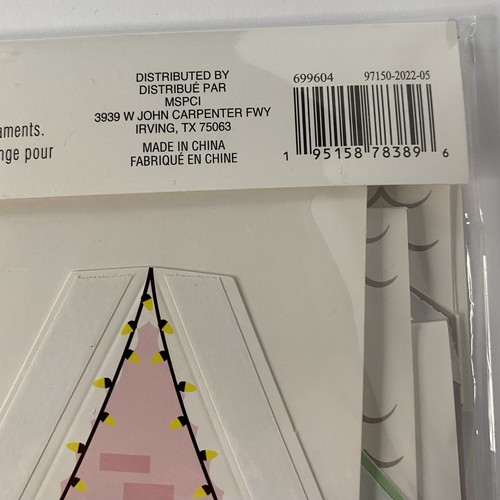 aments.
nge pour
DISTRIBUTED BY
DISTRIBUÉ PAR
MSPCI
3939 W JOHN CARPENTER FWY
IRVING, TX 75063
MADE IN CHINA
FABRIQUÉ EN CHINE
699604 97150-2022-05
1 95158 78389 6